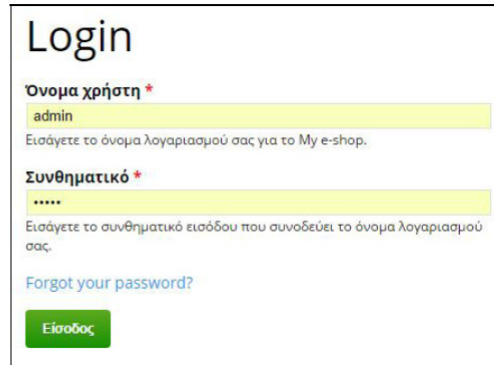 Login
Όνομα χρήστη *
admin
Εισάγετε το όνομα λογαριασμού σας για το My e-shop.
Συνθηματικό *
•••••
Εισάγετε το συνθηματικό εισόδου που συνοδεύει το όνομα λογαριασμού
σας.
Forgot your password?
Είσοδος